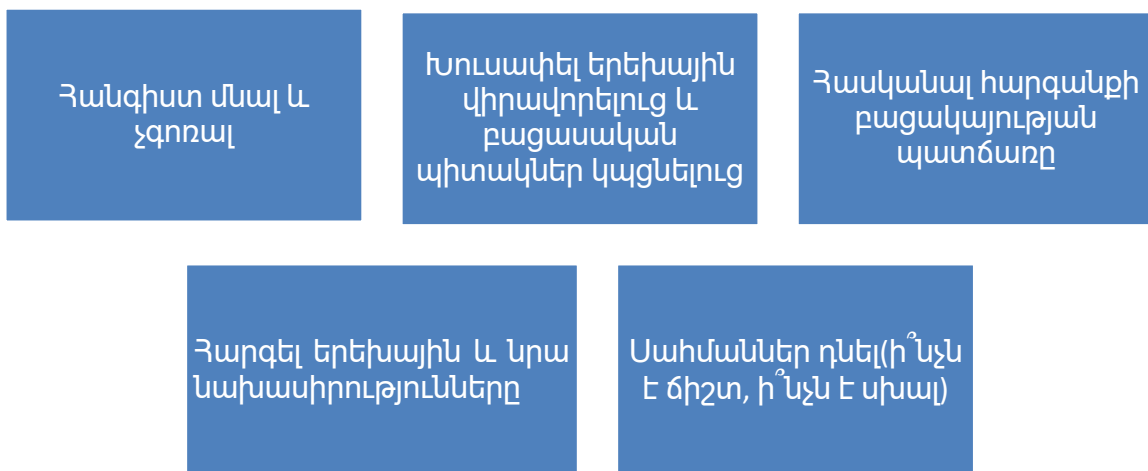 Հանգիստ մնալ և
չգոռալ
Խուսափել երեխային
վիրավորելուց և
բացասական
պիտակներ կպցնելուց
Հասկանալ հարգանքի
բացակայության
պատճառը
Հարգել երեխային և նրա
նախասիրությունները
Սահմաններ դնել(ի՞նչն
է ճիշտ, ի՞նչն է սխալ)